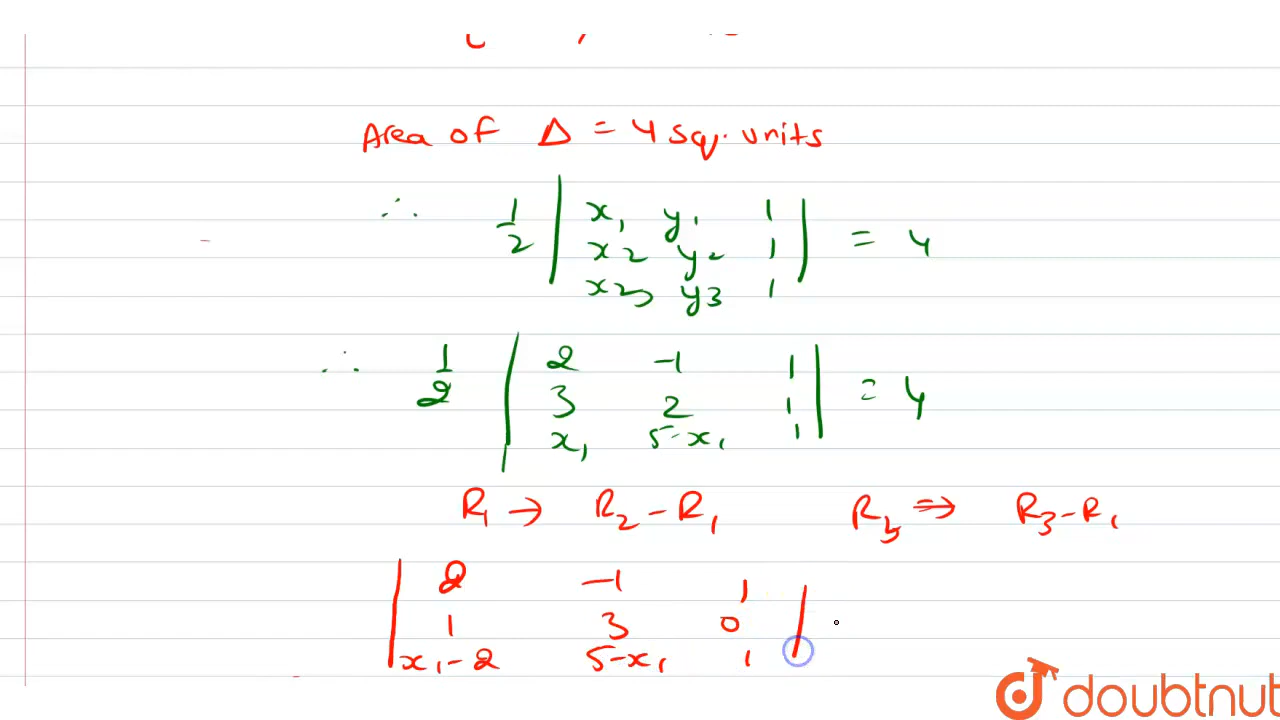 Area of Δ = 4 sq. units
∴ 1/2 | x₁ y₁ 1 | = 4
x2 y2 1
x3 y3 1
∴ 1/2 | 2 -1 1 | = 4
3 2 1
x₁ 5-x₁ 1
R₁ → R₂-R₁ R₃ ⇒ R₃-R₁
| 2 -1 1 |
1 3 0
x₁-2 5-x₁ 1
doubtnut